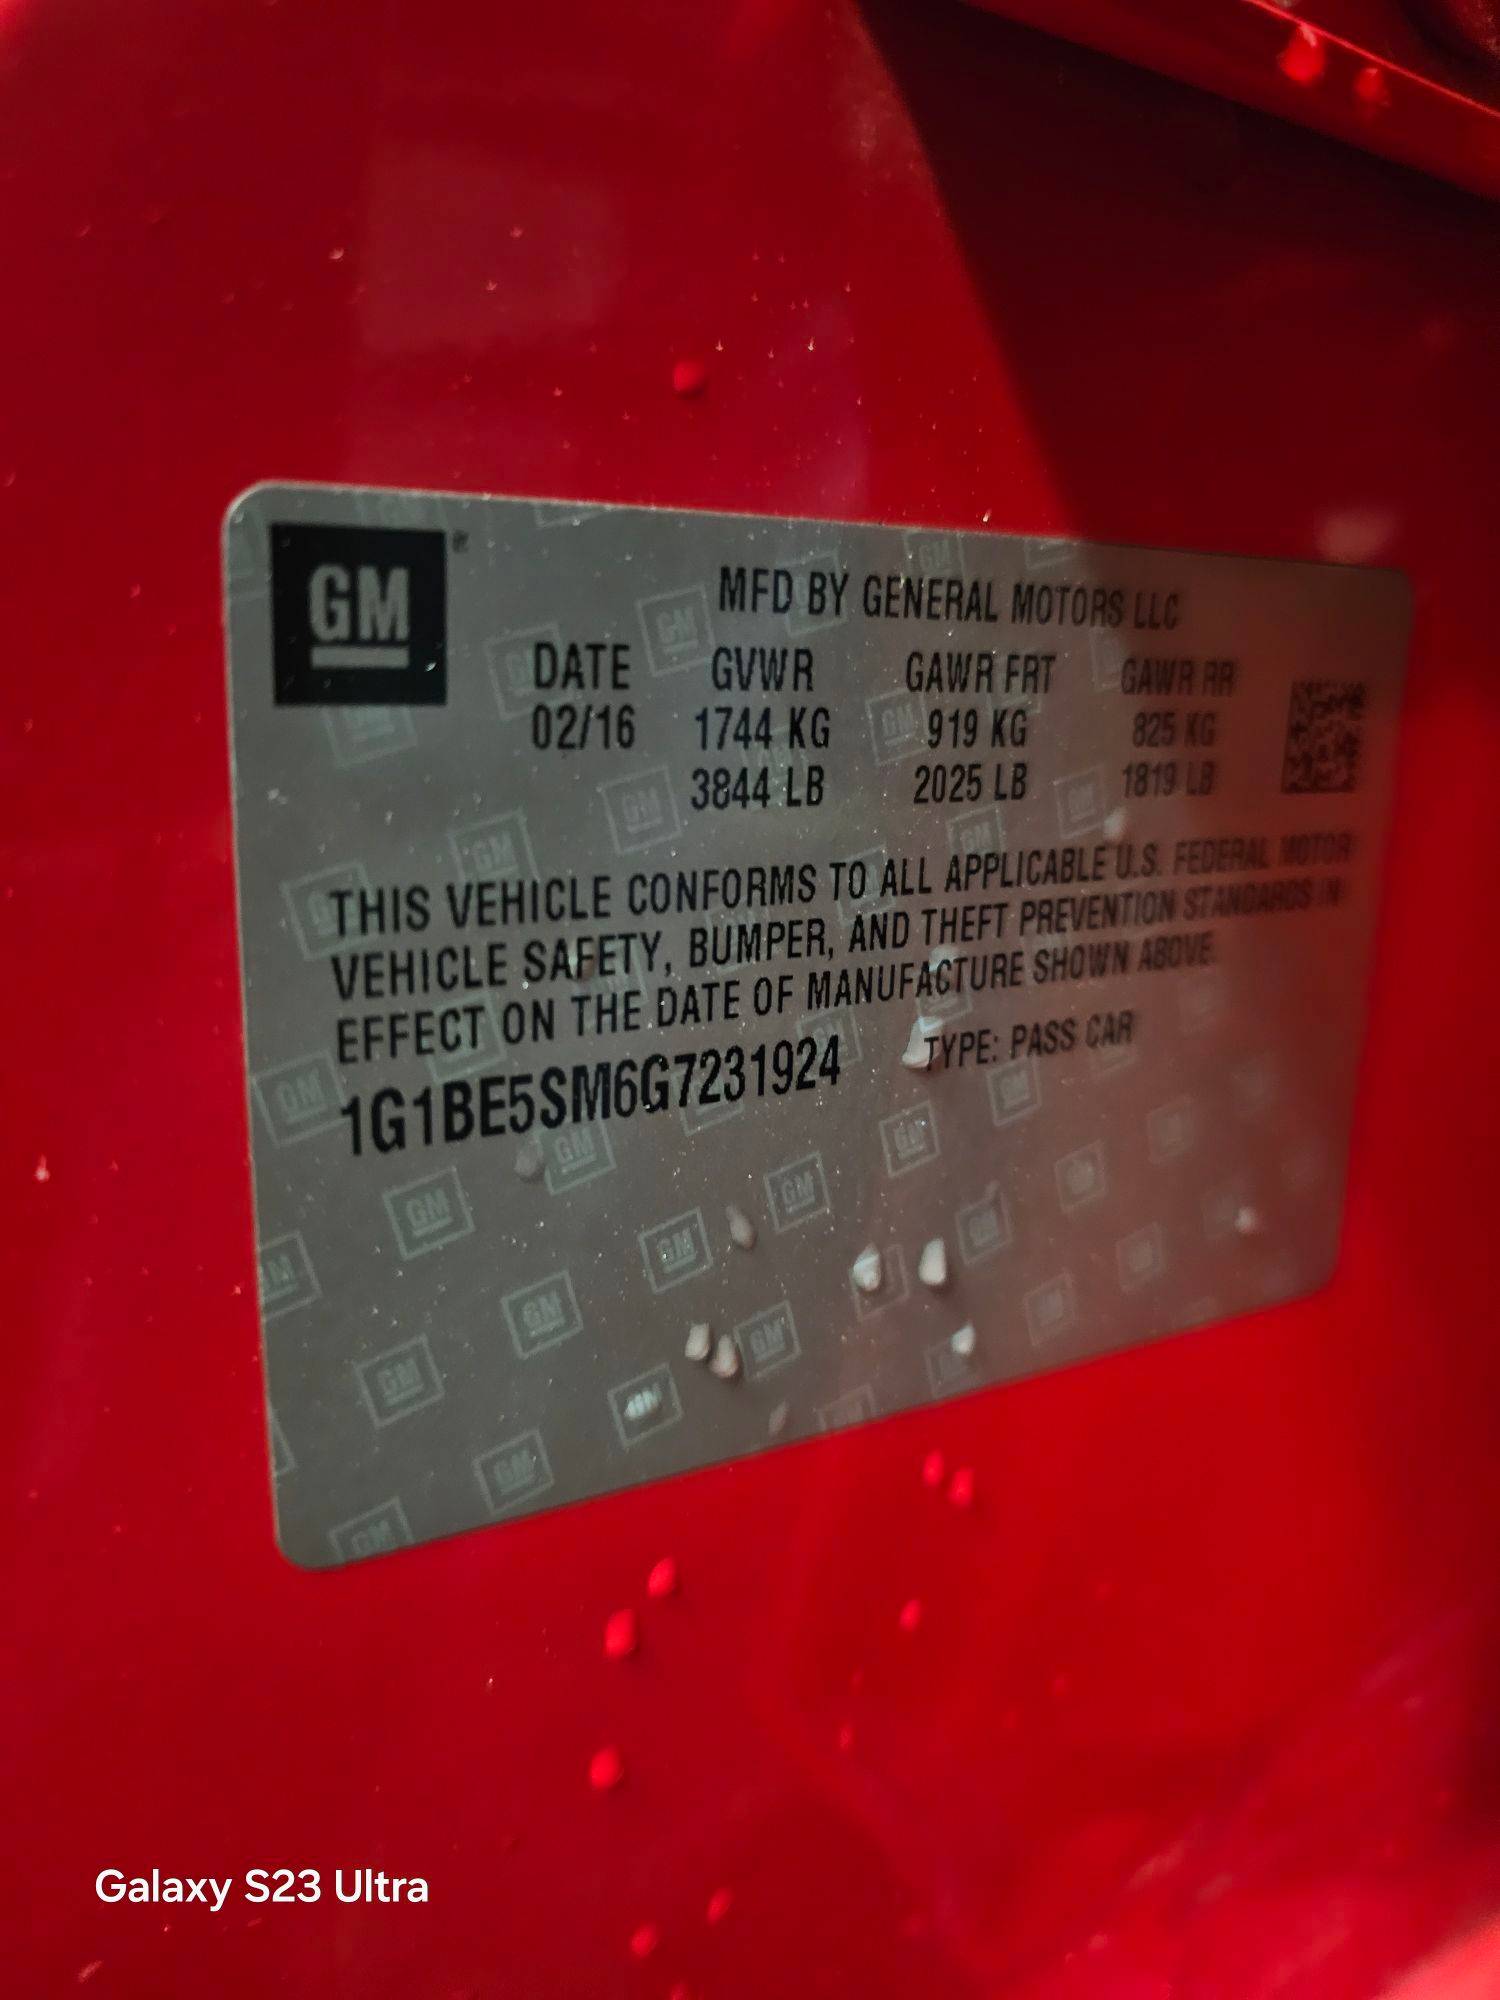 GM
MFD BY GENERAL MOTORS LLC
DATE GVWR GAWR FRT GAWR RR
02/16 1744 KG 919 KG 825 KG
3844 LB 2025 LB 1819 LB
THIS VEHICLE CONFORMS TO ALL APPLICABLE U.S. FEDERAL MOTOR
VEHICLE SAFETY, BUMPER, AND THEFT PREVENTION STANDARDS IN
EFFECT ON THE DATE OF MANUFACTURE SHOWN ABOVE.
1G1BE5SM6G7231924 TYPE: PASS CAR
Galaxy S23 Ultra